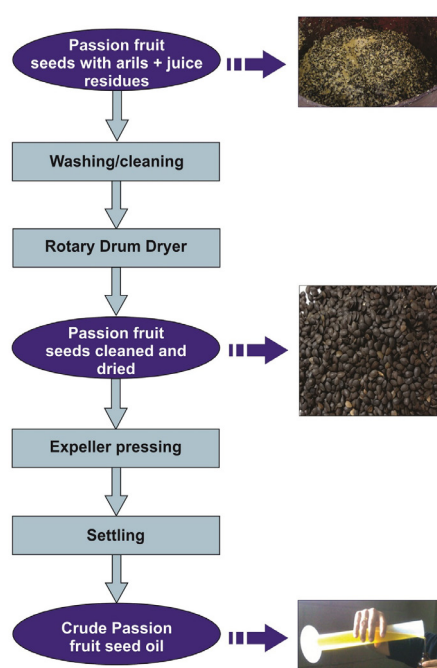 Passion fruit
seeds with arils + juice
residues
Washing/cleaning
Rotary Drum Dryer
Passion fruit
seeds cleaned and
dried
Expeller pressing
Settling
Crude Passion
fruit seed oil